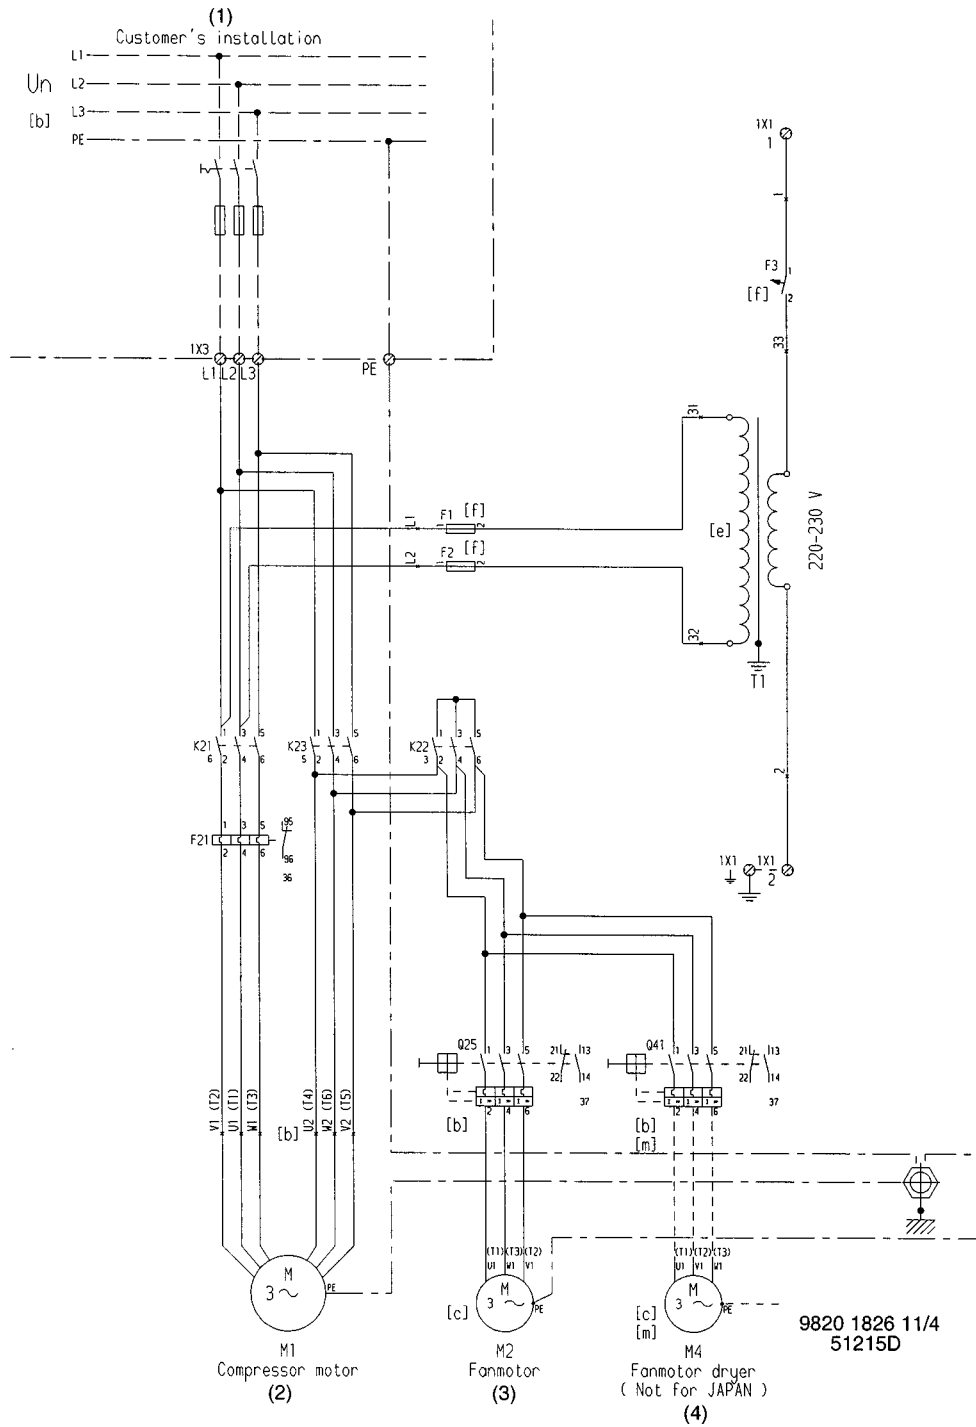 (1)
Customer's installation
L1
Un
L2
[b]
L3
PE
1X1
1
1
F3
1
[f]
2
33
1X3
L1 L2 L3
PE
31
L1
F1
[f]
1
2
[e]
220-230 V
L2
F2
[f]
1
2
32
T1
K21
1
3
5
6
2
4
6
K23
1
3
5
5
2
4
6
K22
1
3
5
3
2
4
6
2
F21
1
3
5
2
4
6
95
96
36
1X1
1X1
2
Q25
1
3
5
21
13
22
14
I> I> I>
2
4
6
37
[b]
Q41
1
3
5
21
13
22
14
I> I> I>
2
4
6
37
[b]
[m]
V1 (T2)
U1 (T1)
W1 (T3)
[b]
U2 (T4)
W2 (T6)
V2 (T5)
(T1) (T3) (T2)
U1 W1 V1
(T1) (T2) (T3)
U1 V1 W1
M
3~
PE
[c]
M
3~
PE
[c]
[m]
M
3~
PE
9820 1826 11/4
51215D
M1
Compressor motor
(2)
M2
Fanmotor
(3)
M4
Fanmotor dryer
( Not for JAPAN )
(4)